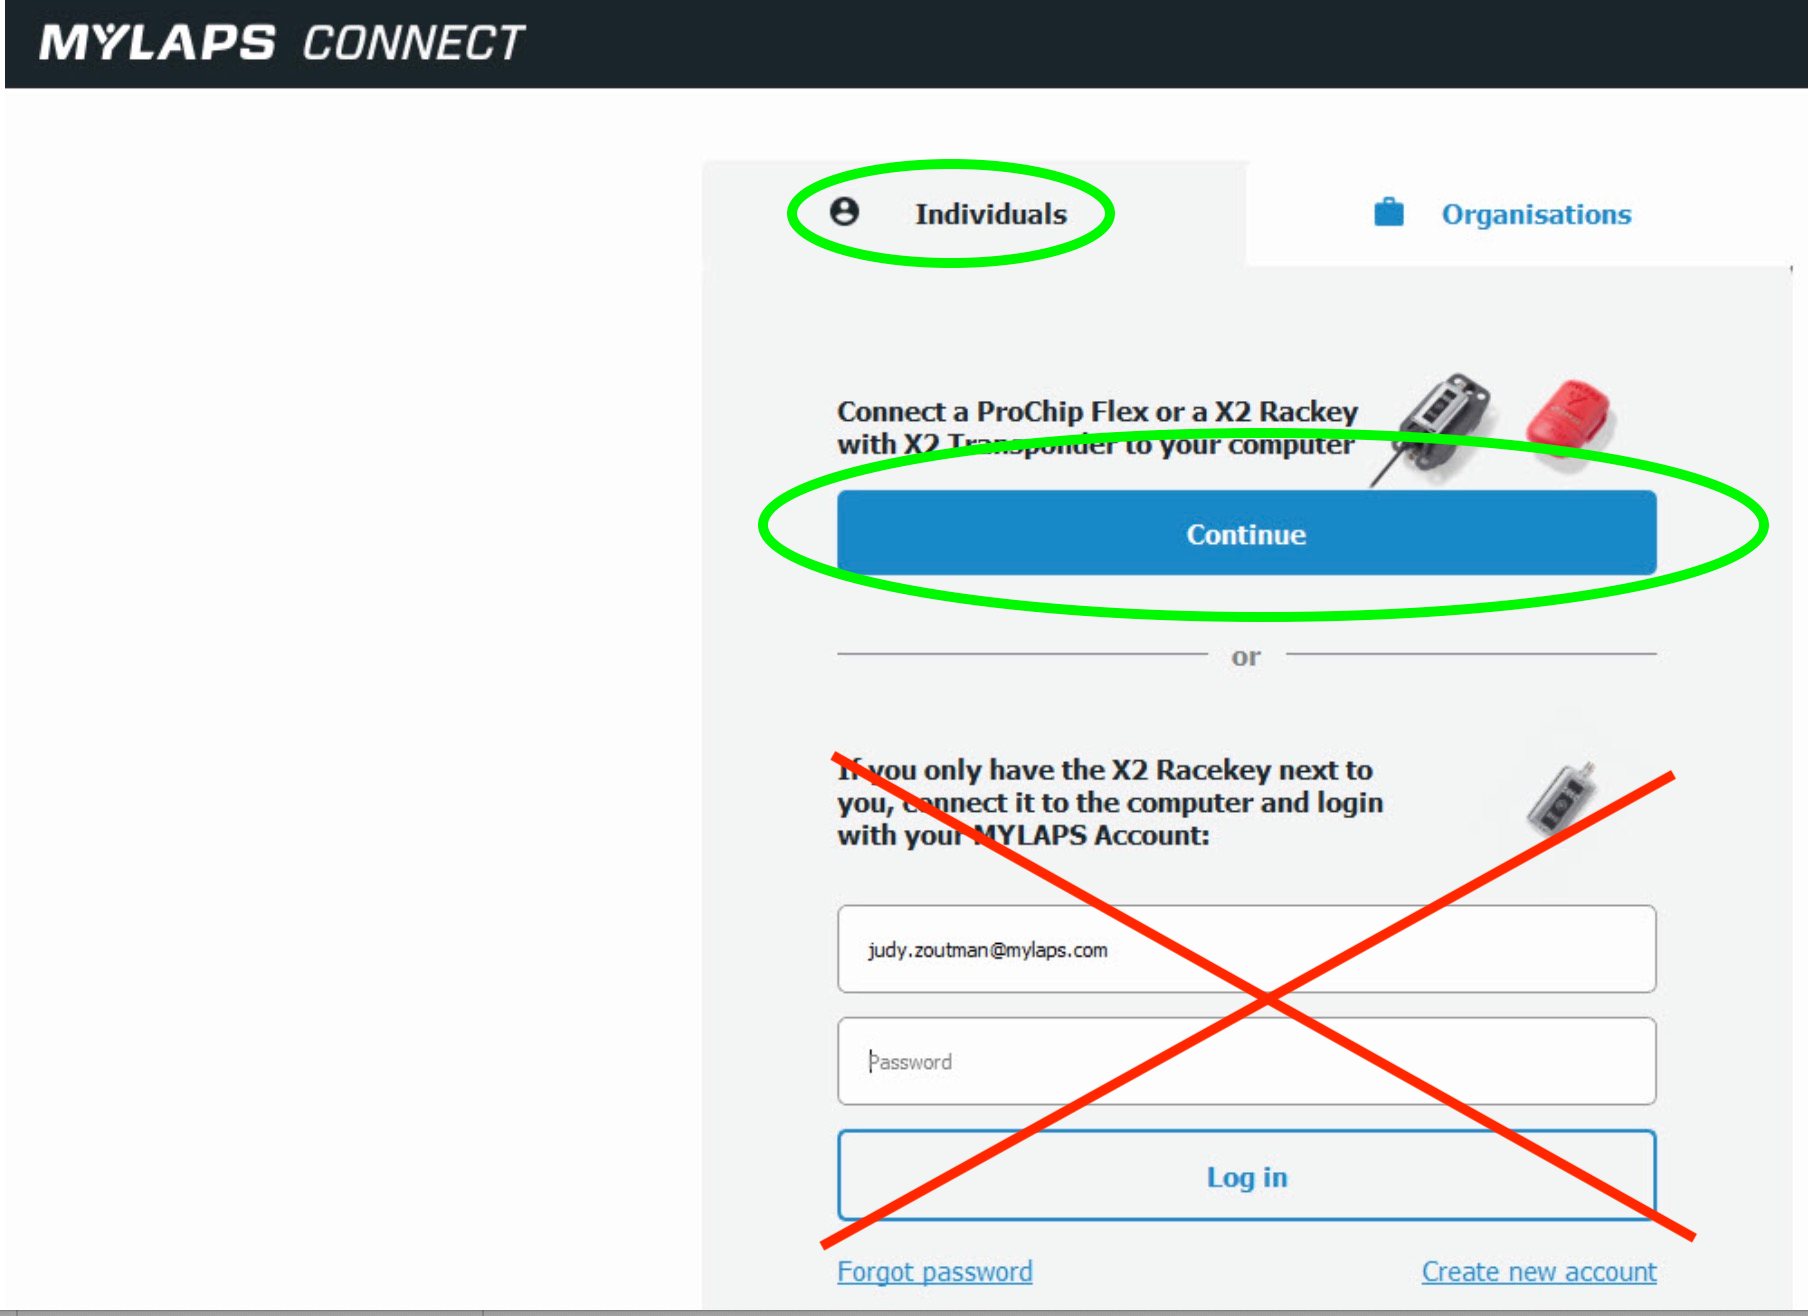 MYLAPS CONNECT
Individuals
Organisations
Connect a ProChip Flex or a X2 Rackey
with X2 Transponder to your computer
Continue
or
If you only have the X2 Racekey next to
you, connect it to the computer and login
with your MYLAPS Account:
judy.zoutman@mylaps.com
Password
Log in
Forgot password
Create new account